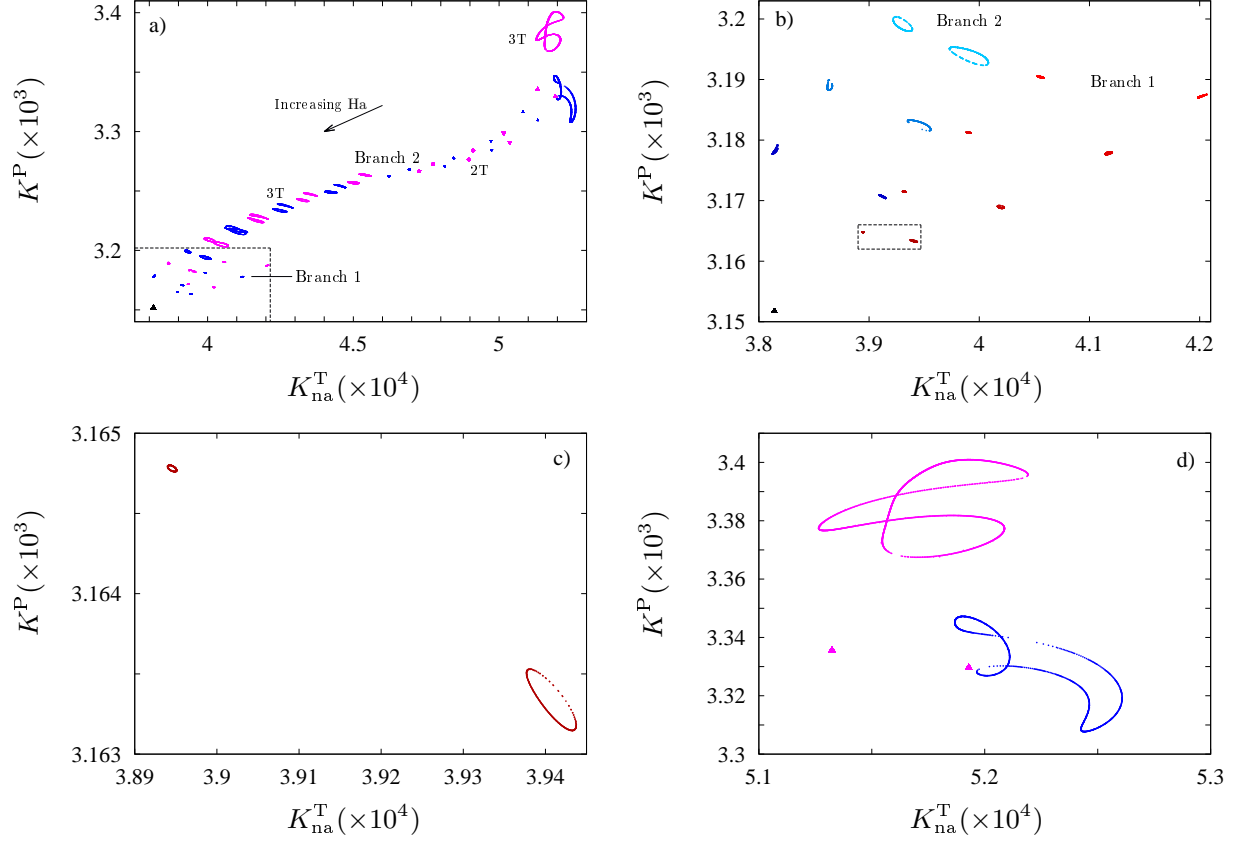 a)
3.4
3.3
3.2
3T
Increasing Ha
Branch 2
2T
3T
Branch 1
4
4.5
5
K^P(×10^3)
K_na^T(×10^4)
b)
3.2
3.19
3.18
3.17
3.16
3.15
Branch 2
Branch 1
3.8
3.9
4
4.1
4.2
K^P(×10^3)
K_na^T(×10^4)
c)
3.165
3.164
3.163
3.89
3.9
3.91
3.92
3.93
3.94
K^P(×10^3)
K_na^T(×10^4)
d)
3.4
3.38
3.36
3.34
3.32
3.3
5.1
5.2
5.3
K^P(×10^3)
K_na^T(×10^4)